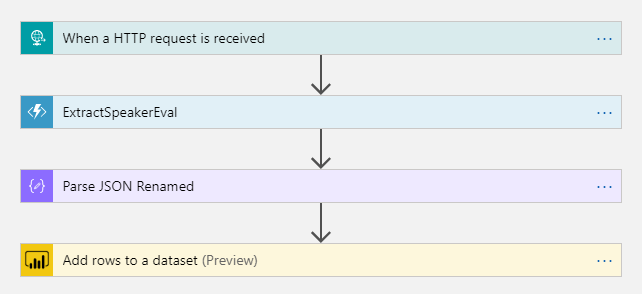 When a HTTP request is received
ExtractSpeakerEval
Parse JSON Renamed
Add rows to a dataset (Preview)